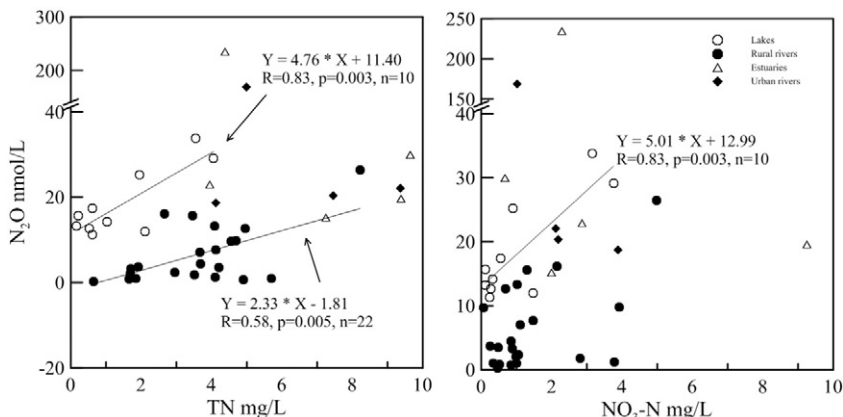 300
200
100
40
20
0
-20
N₂O nmol/L
Y = 4.76 * X + 11.40
R=0.83, p=0.003, n=10
Y = 2.33 * X - 1.81
R=0.58, p=0.005, n=22
0 2 4 6 8 10
TN mg/L
250
200
150
50
40
30
20
10
0
Lakes
Rural rivers
Estuaries
Urban rivers
Y = 5.01 * X + 12.99
R=0.83, p=0.003, n=10
0 2 4 6 8 10
NO₃-N mg/L